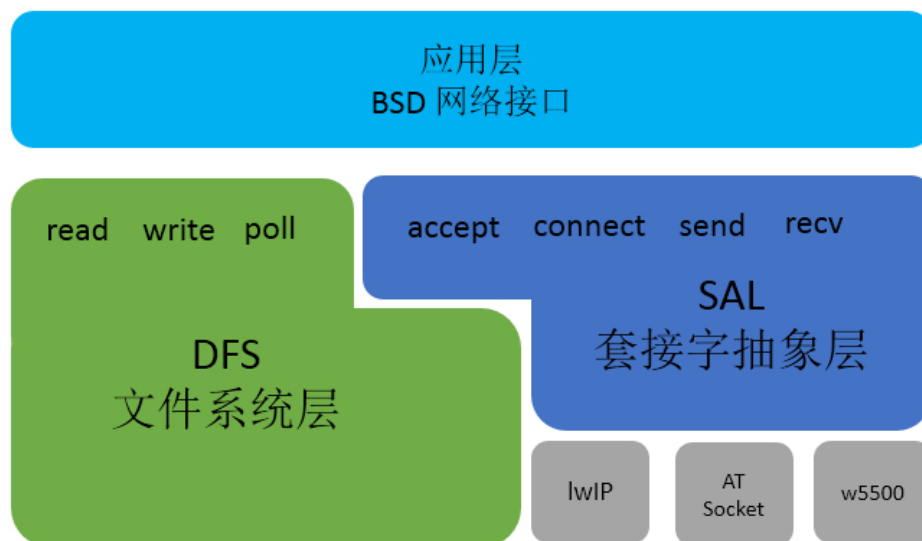 应用层
BSD 网络接口
read write poll
accept connect send recv
DFS
文件系统层
SAL
套接字抽象层
lwIP
AT
Socket
w5500